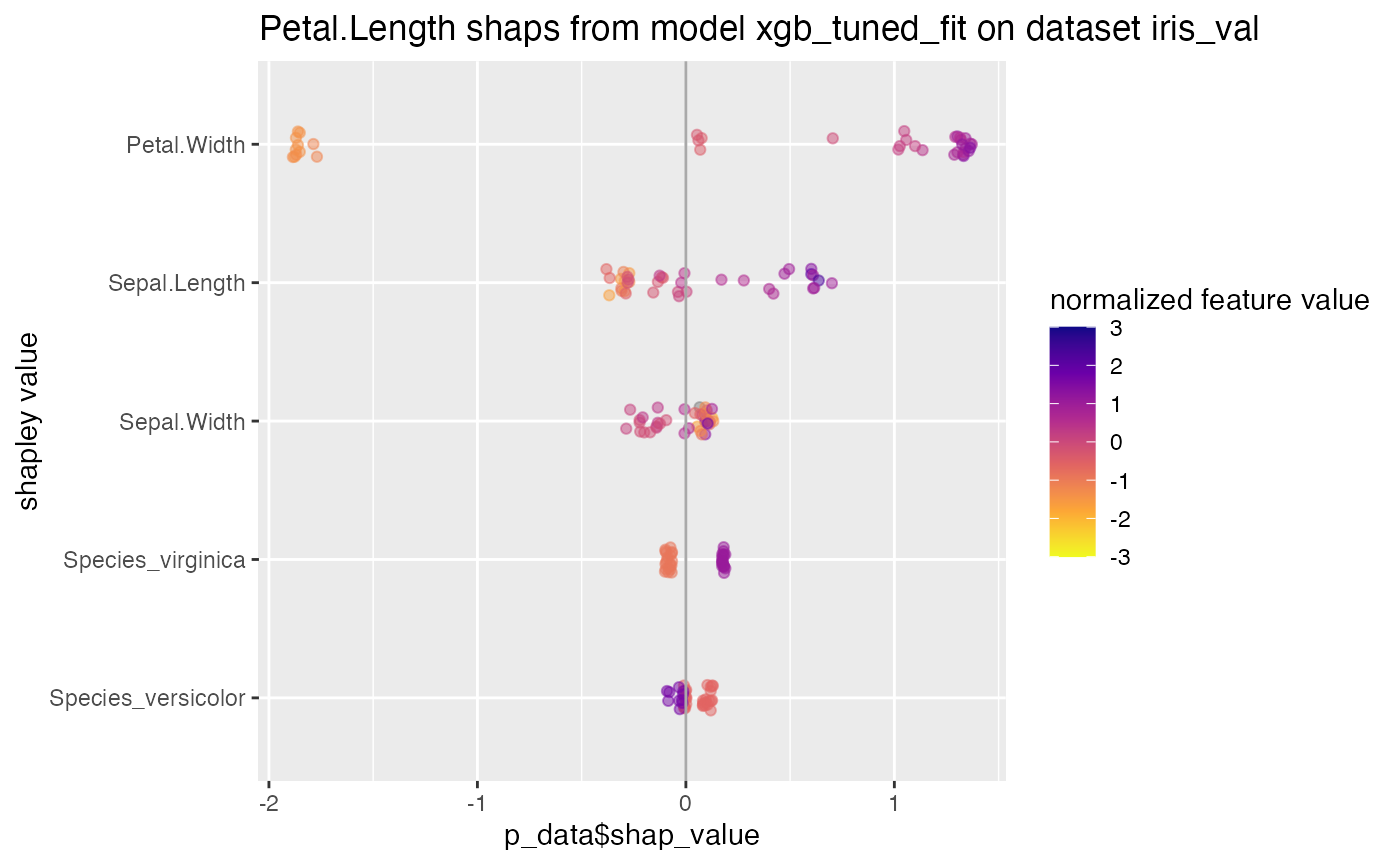 Petal.Length shaps from model xgb_tuned_fit on dataset iris_val
shapley value
Petal.Width
Sepal.Length
Sepal.Width
Species_virginica
Species_versicolor
-2 -1 0 1
p_data$shap_value
normalized feature value
3
2
1
0
-1
-2
-3